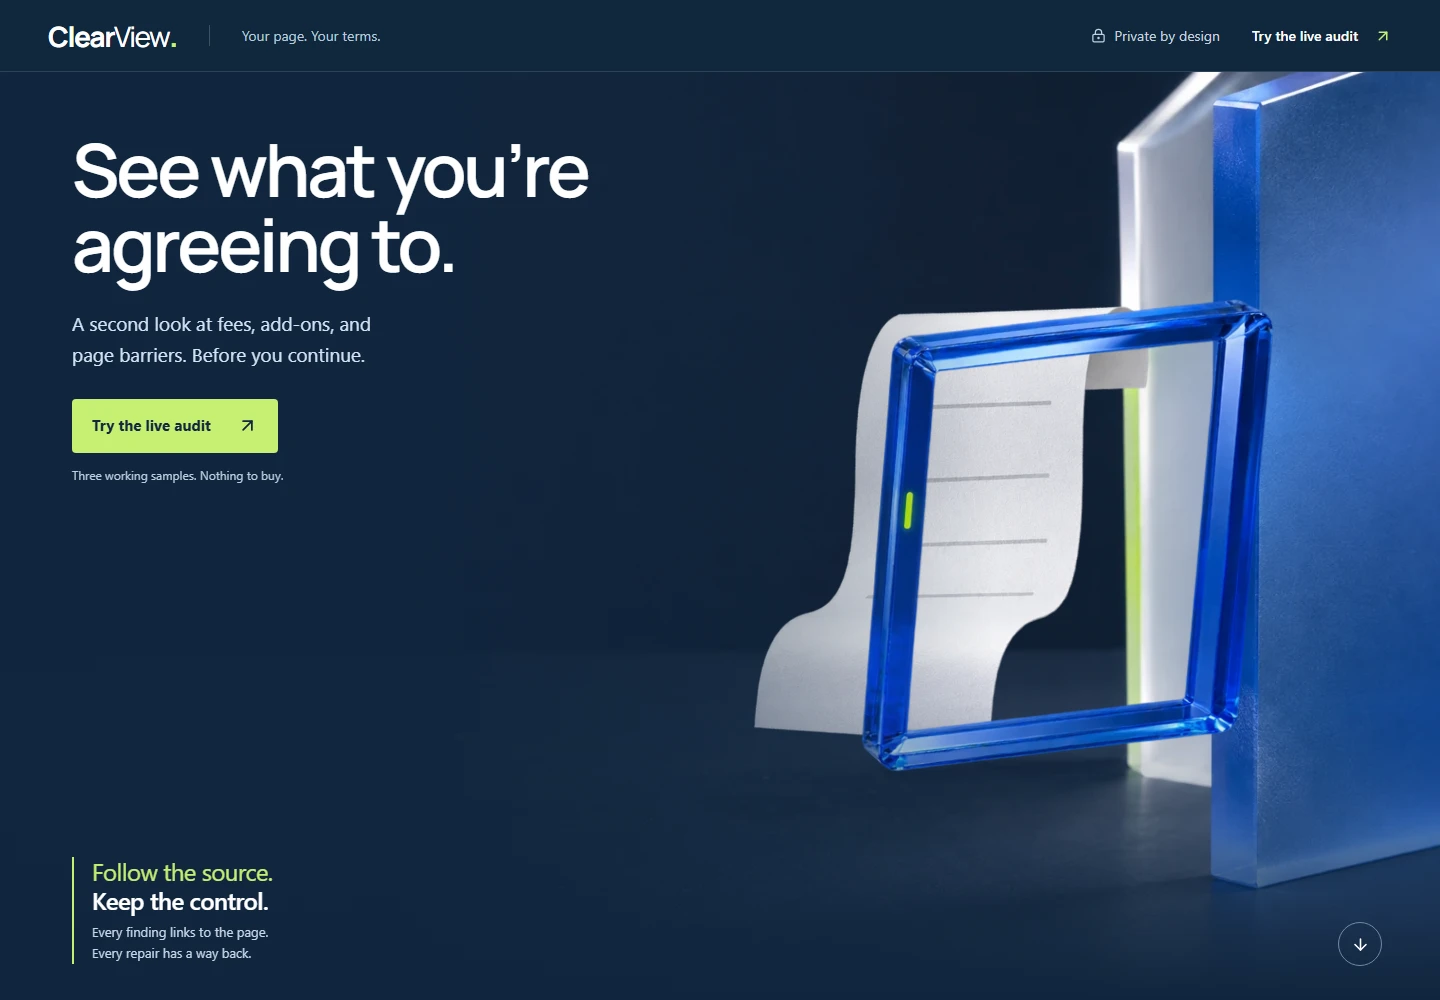 ClearView.
Your page. Your terms.
Private by design
Try the live audit
See what you’re
agreeing to.
A second look at fees, add-ons, and
page barriers. Before you continue.
Try the live audit
Three working samples. Nothing to buy.
Follow the source.
Keep the control.
Every finding links to the page.
Every repair has a way back.